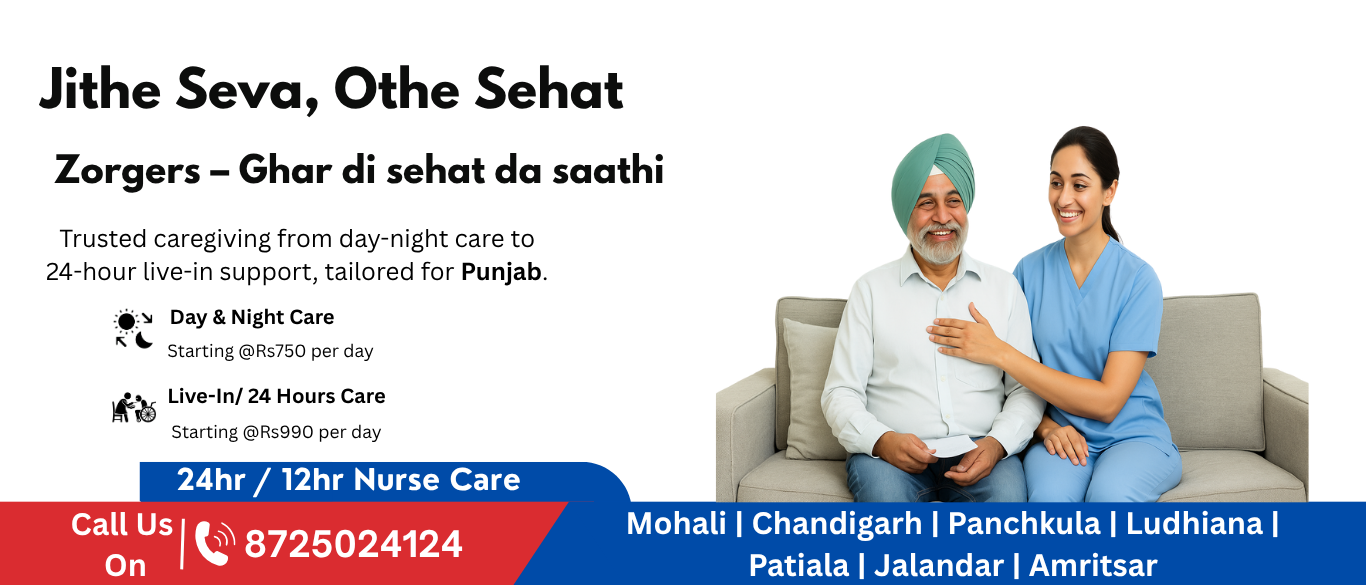 Jithe Seva, Othe Sehat
Zorgers – Ghar di sehat da saathi
Trusted caregiving from day-night care to
24-hour live-in support, tailored for Punjab.
Day & Night Care
Starting @Rs750 per day
Live-In/ 24 Hours Care
Starting @Rs990 per day
24hr / 12hr Nurse Care
Call Us
On
8725024124
Mohali | Chandigarh | Panchkula | Ludhiana |
Patiala | Jalandar | Amritsar